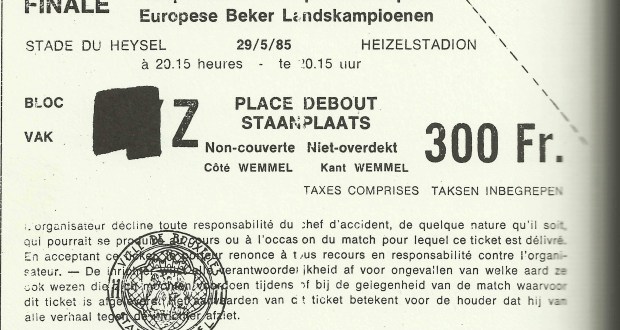 FINALE
Europese Beker Landskampioenen
STADE DU HEYSEL 29/5/85 HEIZELSTADION
à 20.15 heures - te 20.15 uur
BLOC
VAK
Z
PLACE DEBOUT
STAANPLAATS
Non-couverte Niet-overdekt
Côté WEMMEL Kant WEMMEL
300 Fr.
TAXES COMPRISES TAKSEN INBEGREPEN
L'organisateur décline toute responsabilité du chef d'accident, de quelque nature qu'il soit,
qui pourrait se produire au cours ou à l'occasion du match pour lequel ce ticket est délivré.
En acceptant ce ticket, le porteur renonce à tous recours en responsabilité contre l'organi-
sateur. — De inrichter wijst alle verantwoordelijkheid af voor ongevallen van welke aard ze
ook wezen die zich mochten voordoen tijdens of bij de gelegenheid van de match waarvoor
dit ticket is afgeleverd. Het aanvaarden van dit ticket betekent voor de houder dat hij van
alle verhaal tegen de inrichter afziet.
VILLE DE BRUXELLES